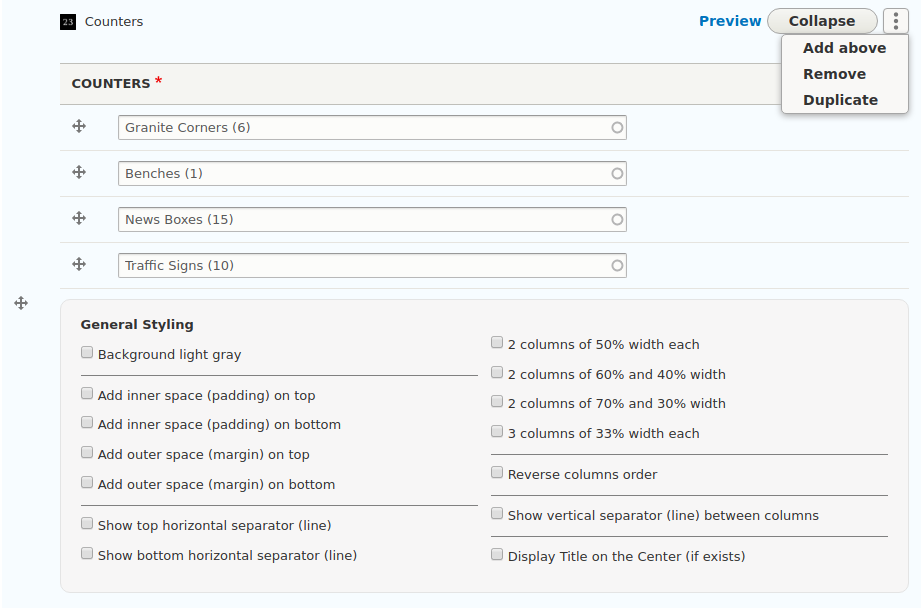 23 Counters
Preview Collapse
Add above
Remove
Duplicate
COUNTERS *
Granite Corners (6)
Benches (1)
News Boxes (15)
Traffic Signs (10)
General Styling
Background light gray
Add inner space (padding) on top
Add inner space (padding) on bottom
Add outer space (margin) on top
Add outer space (margin) on bottom
Show top horizontal separator (line)
Show bottom horizontal separator (line)
2 columns of 50% width each
2 columns of 60% and 40% width
2 columns of 70% and 30% width
3 columns of 33% width each
Reverse columns order
Show vertical separator (line) between columns
Display Title on the Center (if exists)